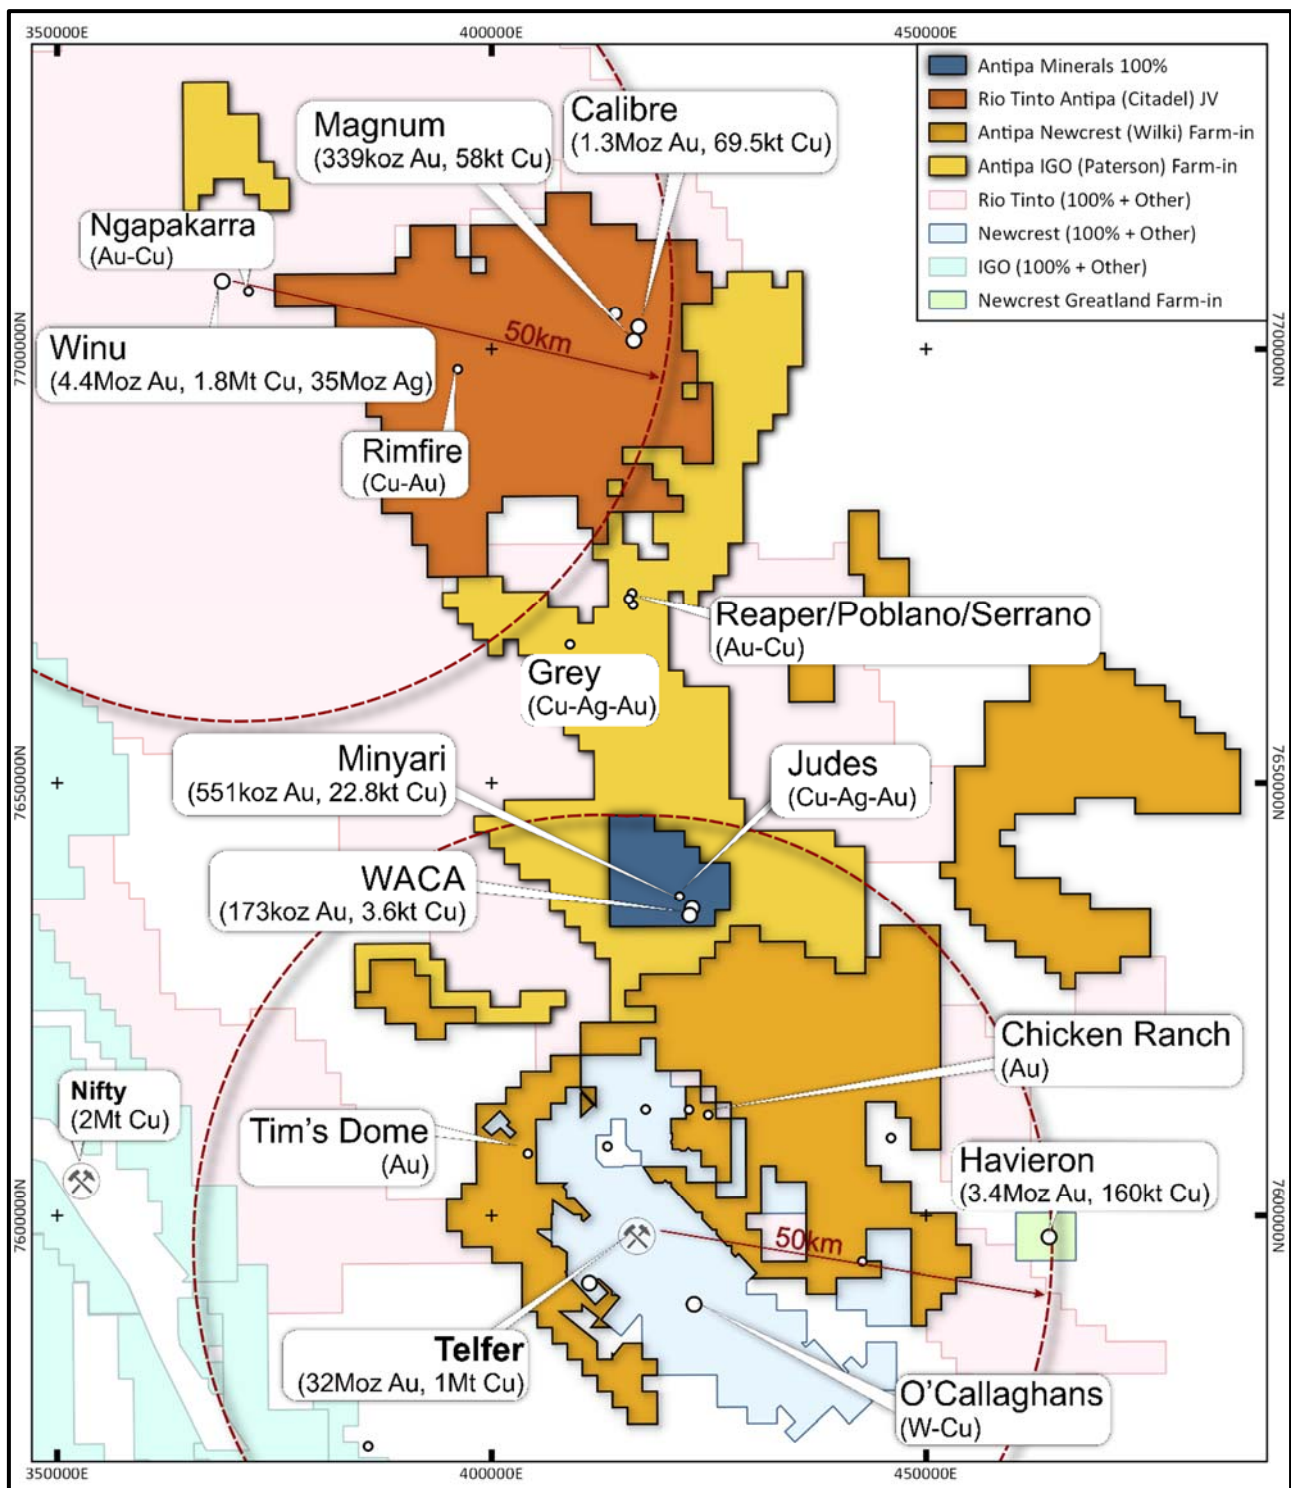 350000E
400000E
450000E
Antipa Minerals 100%
Rio Tinto Antipa (Citadel) JV
Antipa Newcrest (Wilki) Farm-in
Antipa IGO (Paterson) Farm-in
Rio Tinto (100% + Other)
Newcrest (100% + Other)
IGO (100% + Other)
Newcrest Greatland Farm-in
Magnum
(339koz Au, 58kt Cu)
Calibre
(1.3Moz Au, 69.5kt Cu)
Ngapakarra
(Au-Cu)
50km
Winu
(4.4Moz Au, 1.8Mt Cu, 35Moz Ag)
7700000N
7700000N
Rimfire
(Cu-Au)
Reaper/Poblano/Serrano
(Au-Cu)
Grey
(Cu-Ag-Au)
Minyari
(551koz Au, 22.8kt Cu)
Judes
(Cu-Ag-Au)
7650000N
7650000N
WACA
(173koz Au, 3.6kt Cu)
Chicken Ranch
(Au)
Nifty
(2Mt Cu)
Tim's Dome
(Au)
Havieron
(3.4Moz Au, 160kt Cu)
7600000N
7600000N
50km
Telfer
(32Moz Au, 1Mt Cu)
O'Callaghans
(W-Cu)
350000E
400000E
450000E